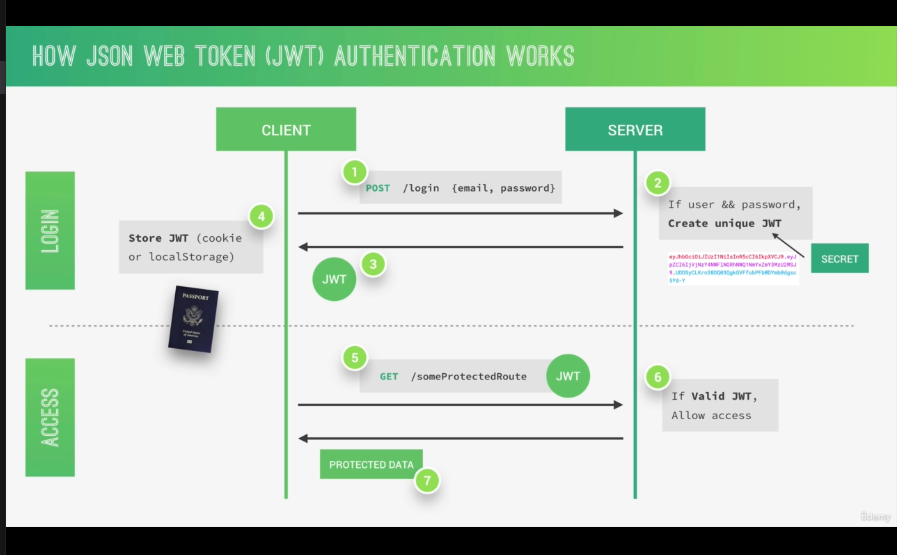 HOW JSON WEB TOKEN (JWT) AUTHENTICATION WORKS
CLIENT
SERVER
LOGIN
1
POST /login {email, password}
2
If user && password,
Create unique JWT
SECRET
3
JWT
4
Store JWT (cookie
or localStorage)
PASSPORT
ACCESS
5
GET /someProtectedRoute
JWT
6
If Valid JWT,
Allow access
PROTECTED DATA
7
Udemy